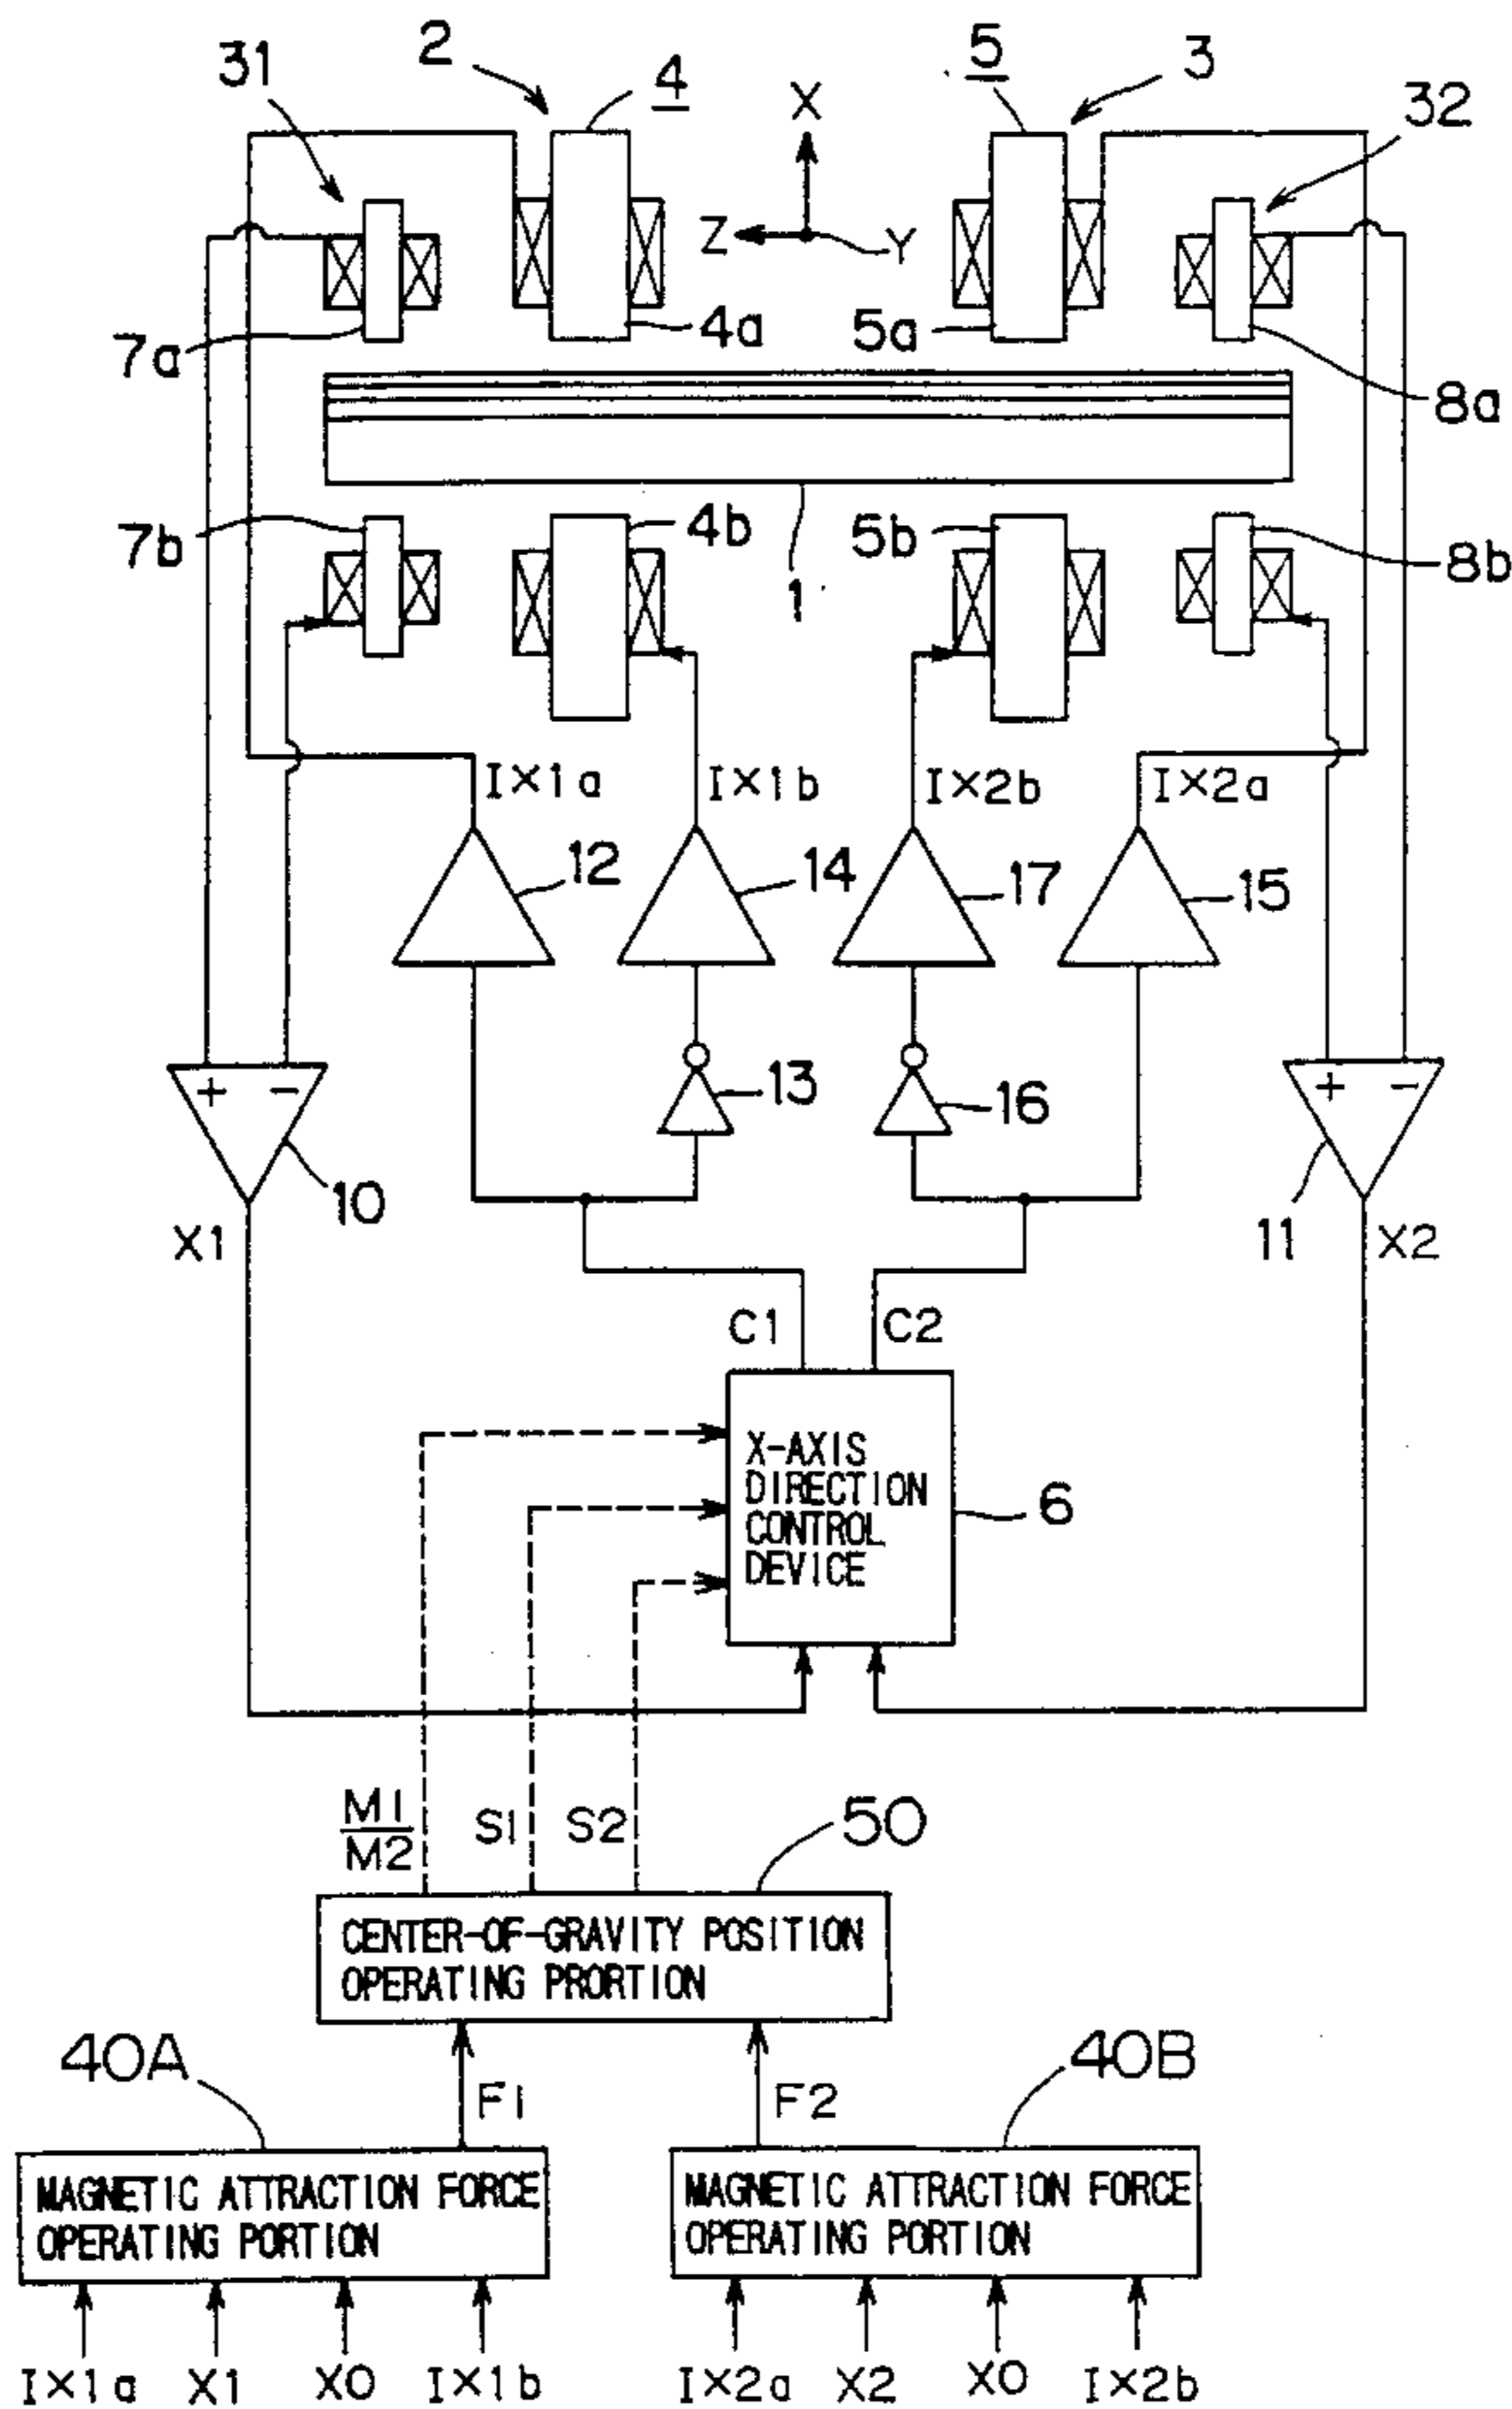 31
2
4
X
5
3
32
Z
Y
7a
4a
5a
8a
7b
4b
5b
8b
1
I×1a
I×1b
I×2b
I×2a
12
14
17
15
+ −
13
16
+ −
10
11
X1
X2
C1
C2
X-AXIS
DIRECTION
CONTROL
DEVICE
6
M1
M2
S1
S2
50
CENTER-OF-GRAVITY POSITION
OPERATING PRORTION
40A
40B
F1
F2
MAGNETIC ATTRACTION FORCE
OPERATING PORTION
MAGNETIC ATTRACTION FORCE
OPERATING PORTION
I×1a
X1
X0
I×1b
I×2a
X2
X0
I×2b